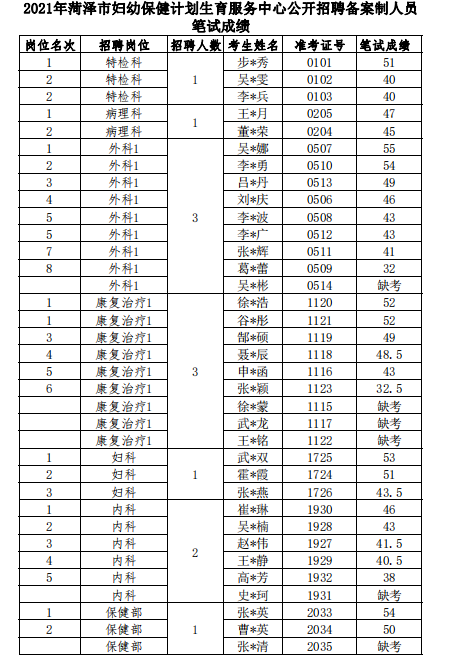 2021年菏泽市妇幼保健计划生育服务中心公开招聘备案制人员
笔试成绩
岗位名次 招聘岗位 招聘人数 考生姓名 准考证号 笔试成绩
1 特检科 1 步*秀 0101 51
2 特检科 吴*雯 0102 40
2 特检科 李*兵 0103 40
1 病理科 1 王*月 0205 47
2 病理科 董*荣 0204 45
1 外科1 3 吴*娜 0507 55
2 外科1 李*勇 0510 54
3 外科1 吕*丹 0513 49
4 外科1 刘*庆 0506 46
5 外科1 李*波 0508 43
5 外科1 李*广 0512 43
7 外科1 张*辉 0511 41
8 外科1 葛*蕾 0509 32
外科1 吴*彬 0514 缺考
1 康复治疗1 3 徐*浩 1120 52
1 康复治疗1 谷*彤 1121 52
3 康复治疗1 郜*硕 1119 49
4 康复治疗1 聂*辰 1118 48.5
5 康复治疗1 申*函 1116 43
6 康复治疗1 张*颖 1123 32.5
康复治疗1 徐*蒙 1115 缺考
康复治疗1 武*龙 1117 缺考
康复治疗1 王*铭 1122 缺考
1 妇科 1 武*双 1725 53
2 妇科 霍*霞 1724 51
3 妇科 张*燕 1726 43.5
1 内科 2 崔*琳 1930 46
2 内科 吴*楠 1928 43
3 内科 赵*伟 1927 41.5
4 内科 王*静 1929 40.5
5 内科 高*芳 1932 38
内科 史*珂 1931 缺考
1 保健部 1 张*英 2033 54
2 保健部 曹*英 2034 50
保健部 张*清 2035 缺考